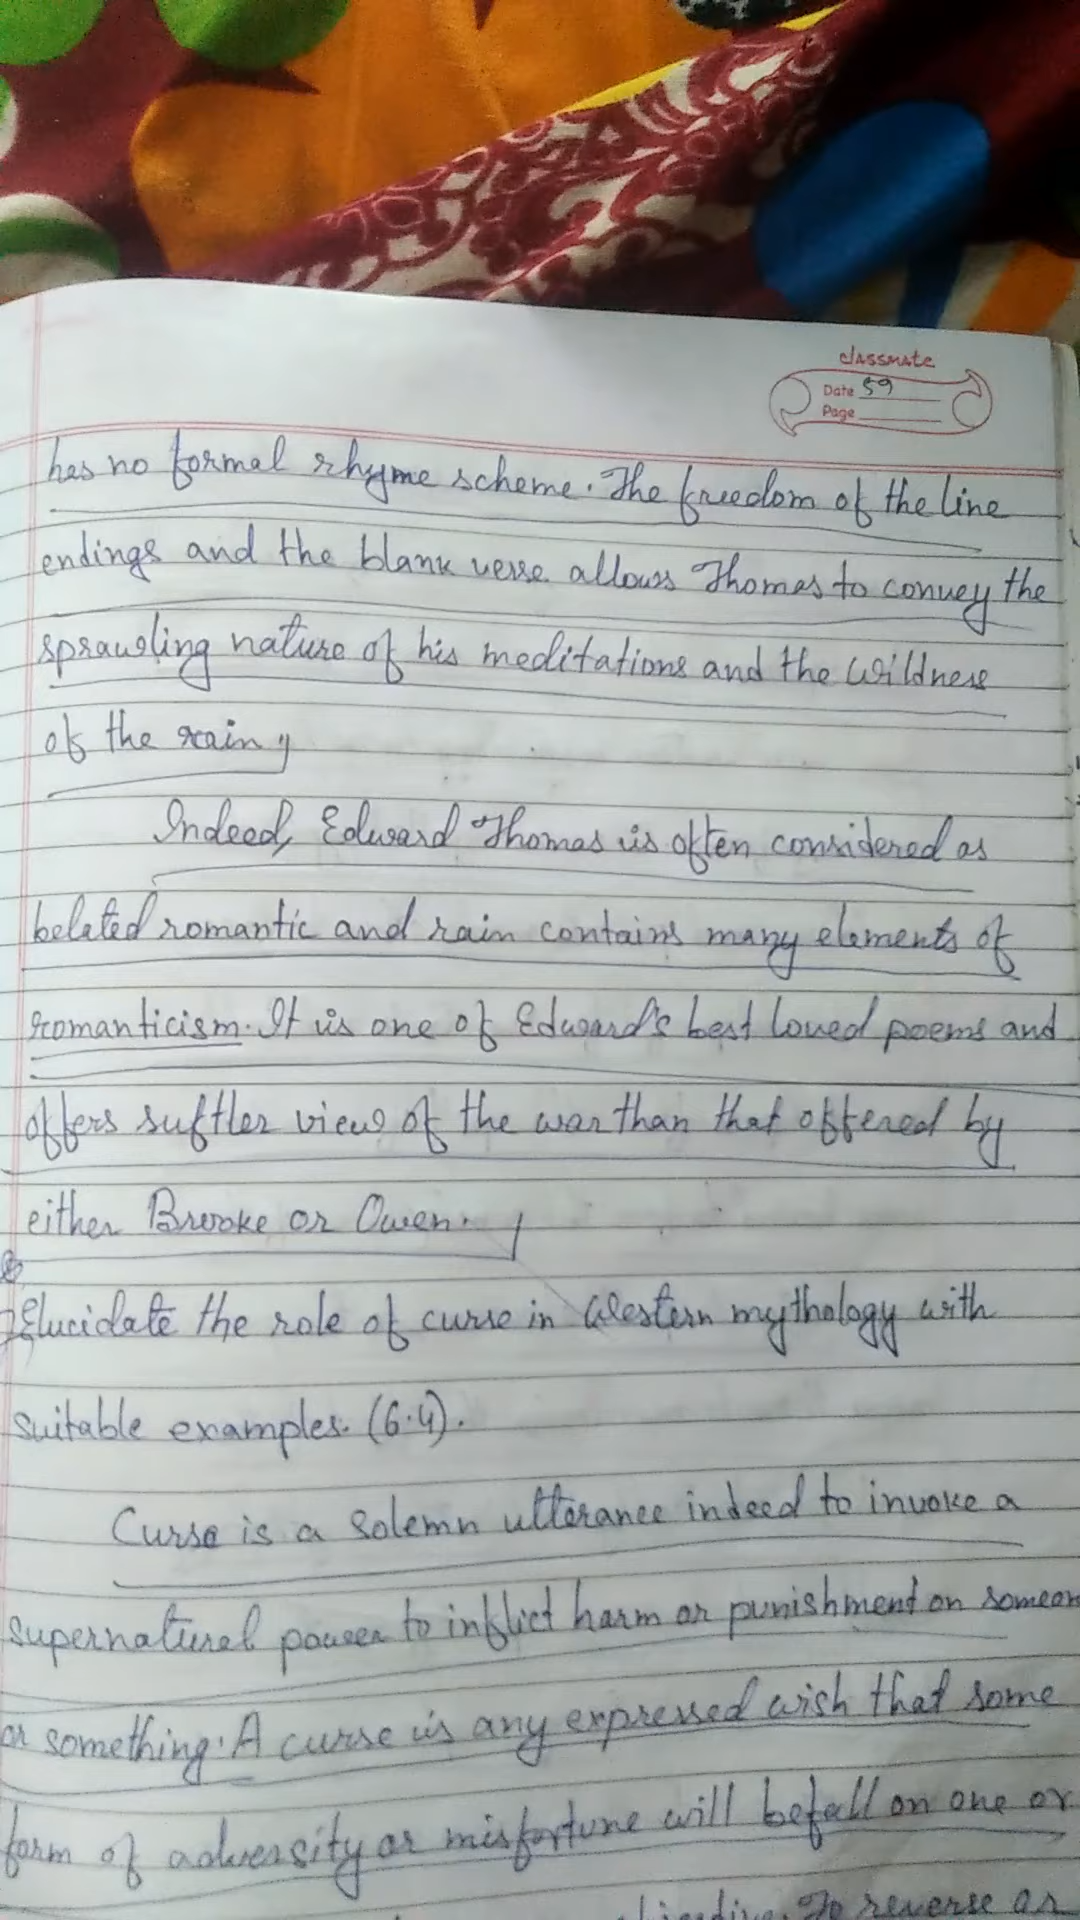 classmate
Date 59
Page
has no formal rhyme scheme. The freedom of the line
endings and the blank verse allows Thomas to convey the
sprawling nature of his meditations and the wildness
of the rain
Indeed, Edward Thomas is often considered as
belated romantic and rain contains many elements of
romanticism. It is one of Edward's best loved poems and
offers suftler view of the war than that offered by
either Brooke or Owen.
Elucidate the role of curse in Western mythology with
suitable examples. (6.4).
Curse is a solemn utterance indeed to invoke a
supernatural power to inflict harm or punishment on someon
or something. A curse is any expressed wish that some
form of adversity or misfortune will befall on one or
To reverse or